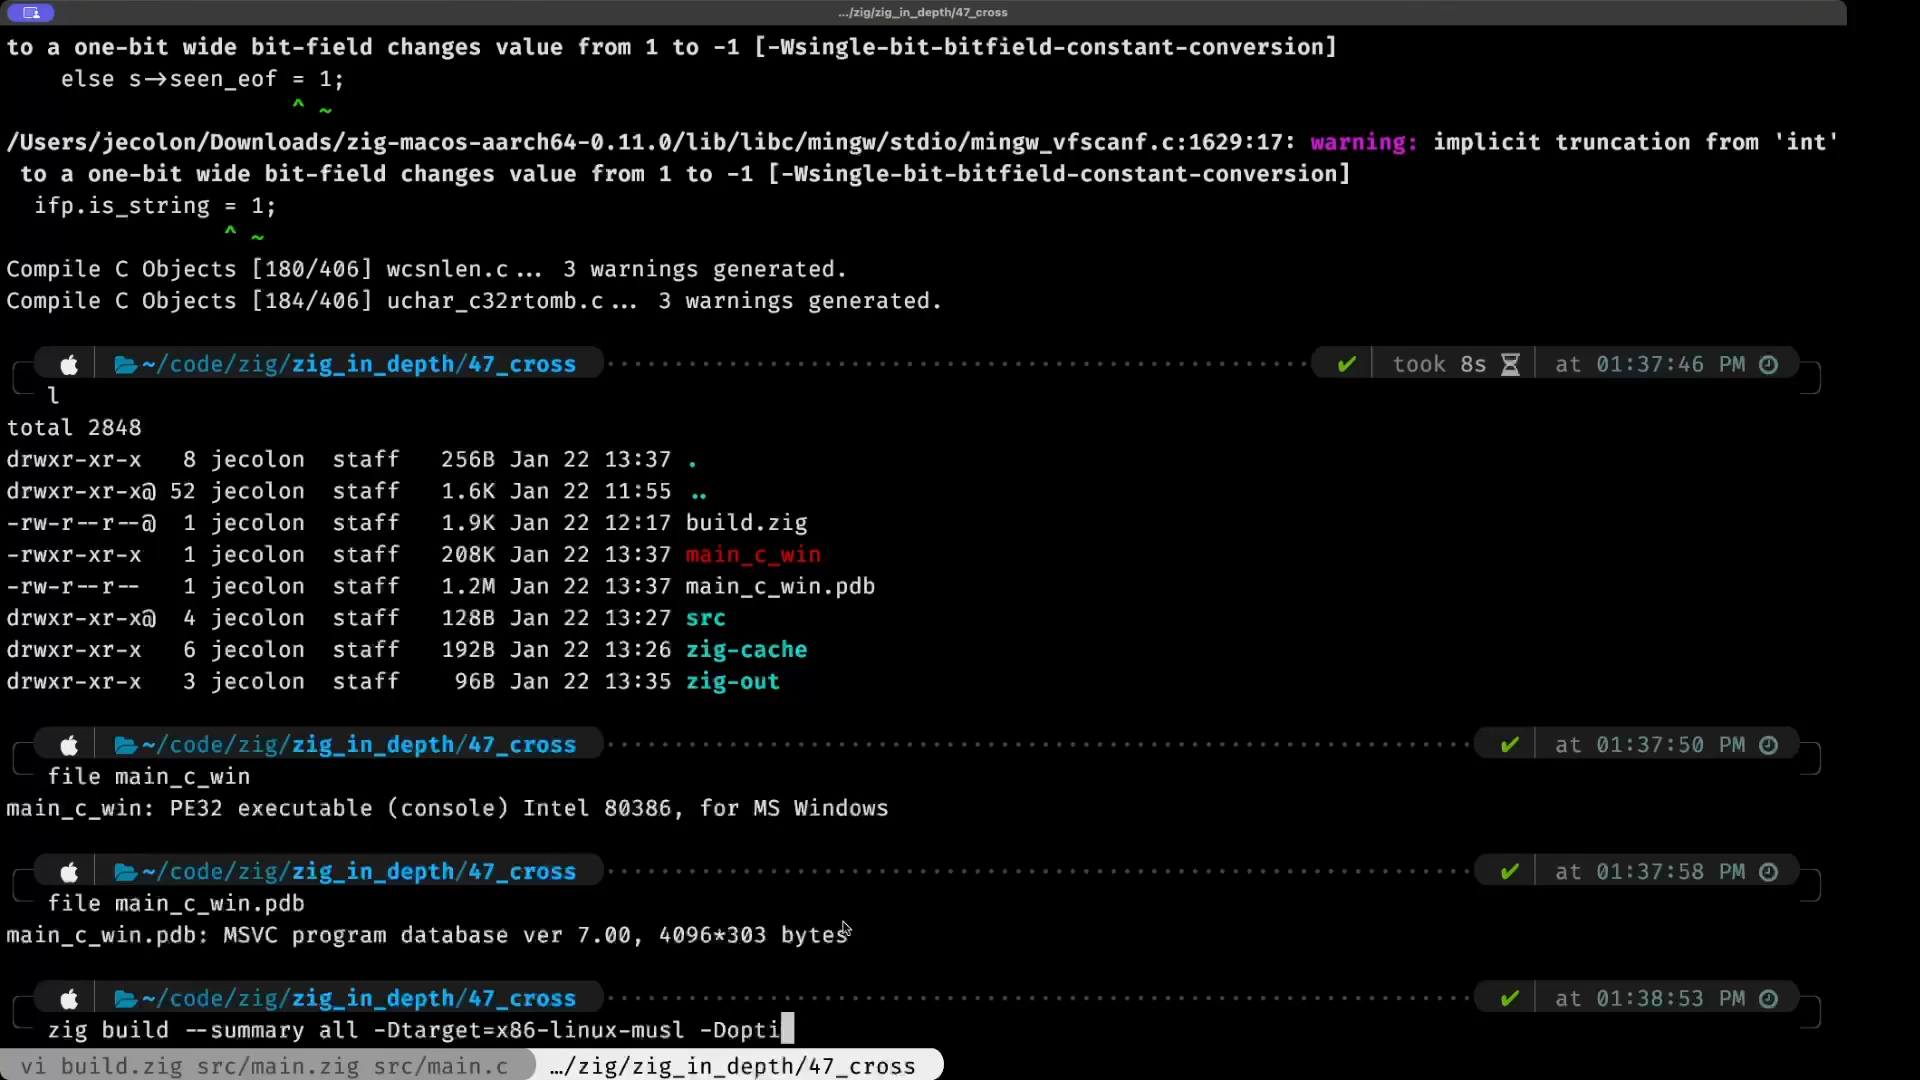 .../zig/zig_in_depth/47_cross
to a one-bit wide bit-field changes value from 1 to -1 [-Wsingle-bit-bitfield-constant-conversion]
else s→seen_eof = 1;
^ ~
/Users/jecolon/Downloads/zig-macos-aarch64-0.11.0/lib/libc/mingw/stdio/mingw_vfscanf.c:1629:17: warning: implicit truncation from 'int'
to a one-bit wide bit-field changes value from 1 to -1 [-Wsingle-bit-bitfield-constant-conversion]
ifp.is_string = 1;
^ ~
Compile C Objects [180/406] wcsnlen.c... 3 warnings generated.
Compile C Objects [184/406] uchar_c32rtomb.c... 3 warnings generated.
~/code/zig/zig_in_depth/47_cross ✔ took 8s at 01:37:46 PM
l
total 2848
drwxr-xr-x 8 jecolon staff 256B Jan 22 13:37 .
drwxr-xr-x@ 52 jecolon staff 1.6K Jan 22 11:55 ..
-rw-r--r--@ 1 jecolon staff 1.9K Jan 22 12:17 build.zig
-rwxr-xr-x 1 jecolon staff 208K Jan 22 13:37 main_c_win
-rw-r--r-- 1 jecolon staff 1.2M Jan 22 13:37 main_c_win.pdb
drwxr-xr-x@ 4 jecolon staff 128B Jan 22 13:27 src
drwxr-xr-x 6 jecolon staff 192B Jan 22 13:26 zig-cache
drwxr-xr-x 3 jecolon staff 96B Jan 22 13:35 zig-out
~/code/zig/zig_in_depth/47_cross ✔ at 01:37:50 PM
file main_c_win
main_c_win: PE32 executable (console) Intel 80386, for MS Windows
~/code/zig/zig_in_depth/47_cross ✔ at 01:37:58 PM
file main_c_win.pdb
main_c_win.pdb: MSVC program database ver 7.00, 4096*303 bytes
~/code/zig/zig_in_depth/47_cross ✔ at 01:38:53 PM
zig build --summary all -Dtarget=x86-linux-musl -Dopti
vi build.zig src/main.zig src/main.c …/zig/zig_in_depth/47_cross